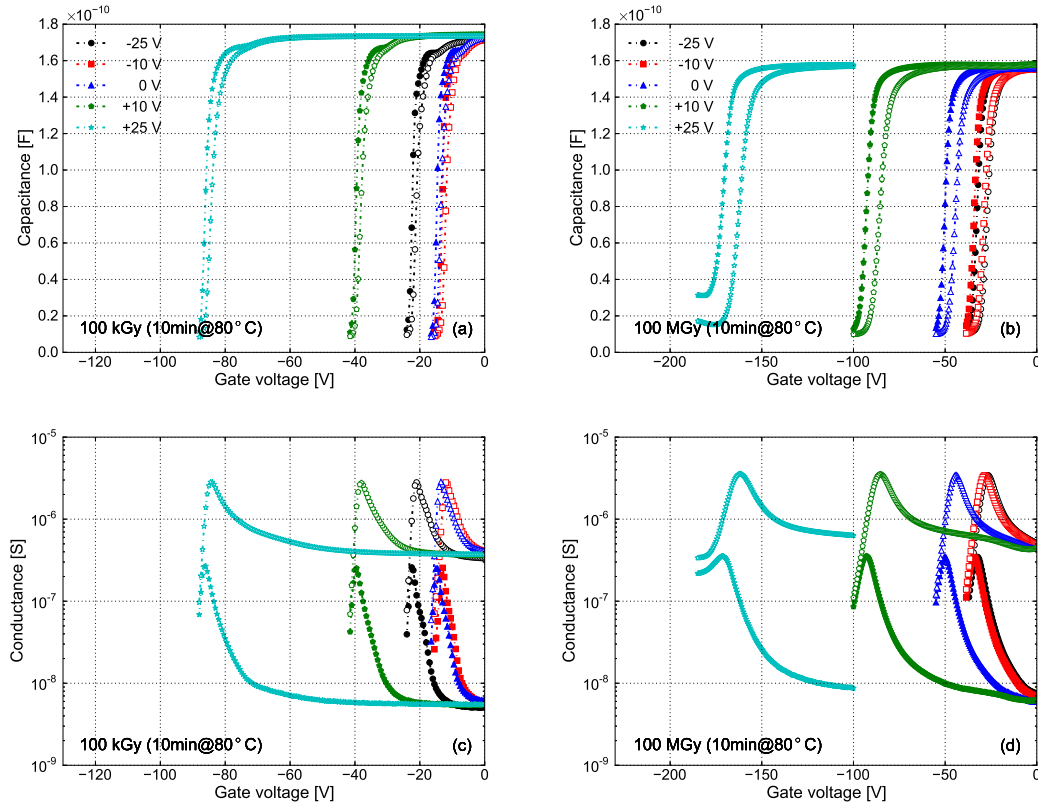 1.8 ×10⁻¹⁰
1.6
1.4
1.2
1.0
0.8
0.6
0.4
0.2
0.0
Capacitance [F]
-25 V
-10 V
0 V
+10 V
+25 V
100 kGy (10min@80°C)
(a)
−120 −100 −80 −60 −40 −20 0
Gate voltage [V]
1.8 ×10⁻¹⁰
1.6
1.4
1.2
1.0
0.8
0.6
0.4
0.2
0.0
Capacitance [F]
-25 V
-10 V
0 V
+10 V
+25 V
100 MGy (10min@80°C)
(b)
−200 −150 −100 −50 0
Gate voltage [V]
10⁻⁵
10⁻⁶
10⁻⁷
10⁻⁸
10⁻⁹
Conductance [S]
100 kGy (10min@80°C)
(c)
−120 −100 −80 −60 −40 −20 0
Gate voltage [V]
10⁻⁵
10⁻⁶
10⁻⁷
10⁻⁸
10⁻⁹
Conductance [S]
100 MGy (10min@80°C)
(d)
−200 −150 −100 −50 0
Gate voltage [V]